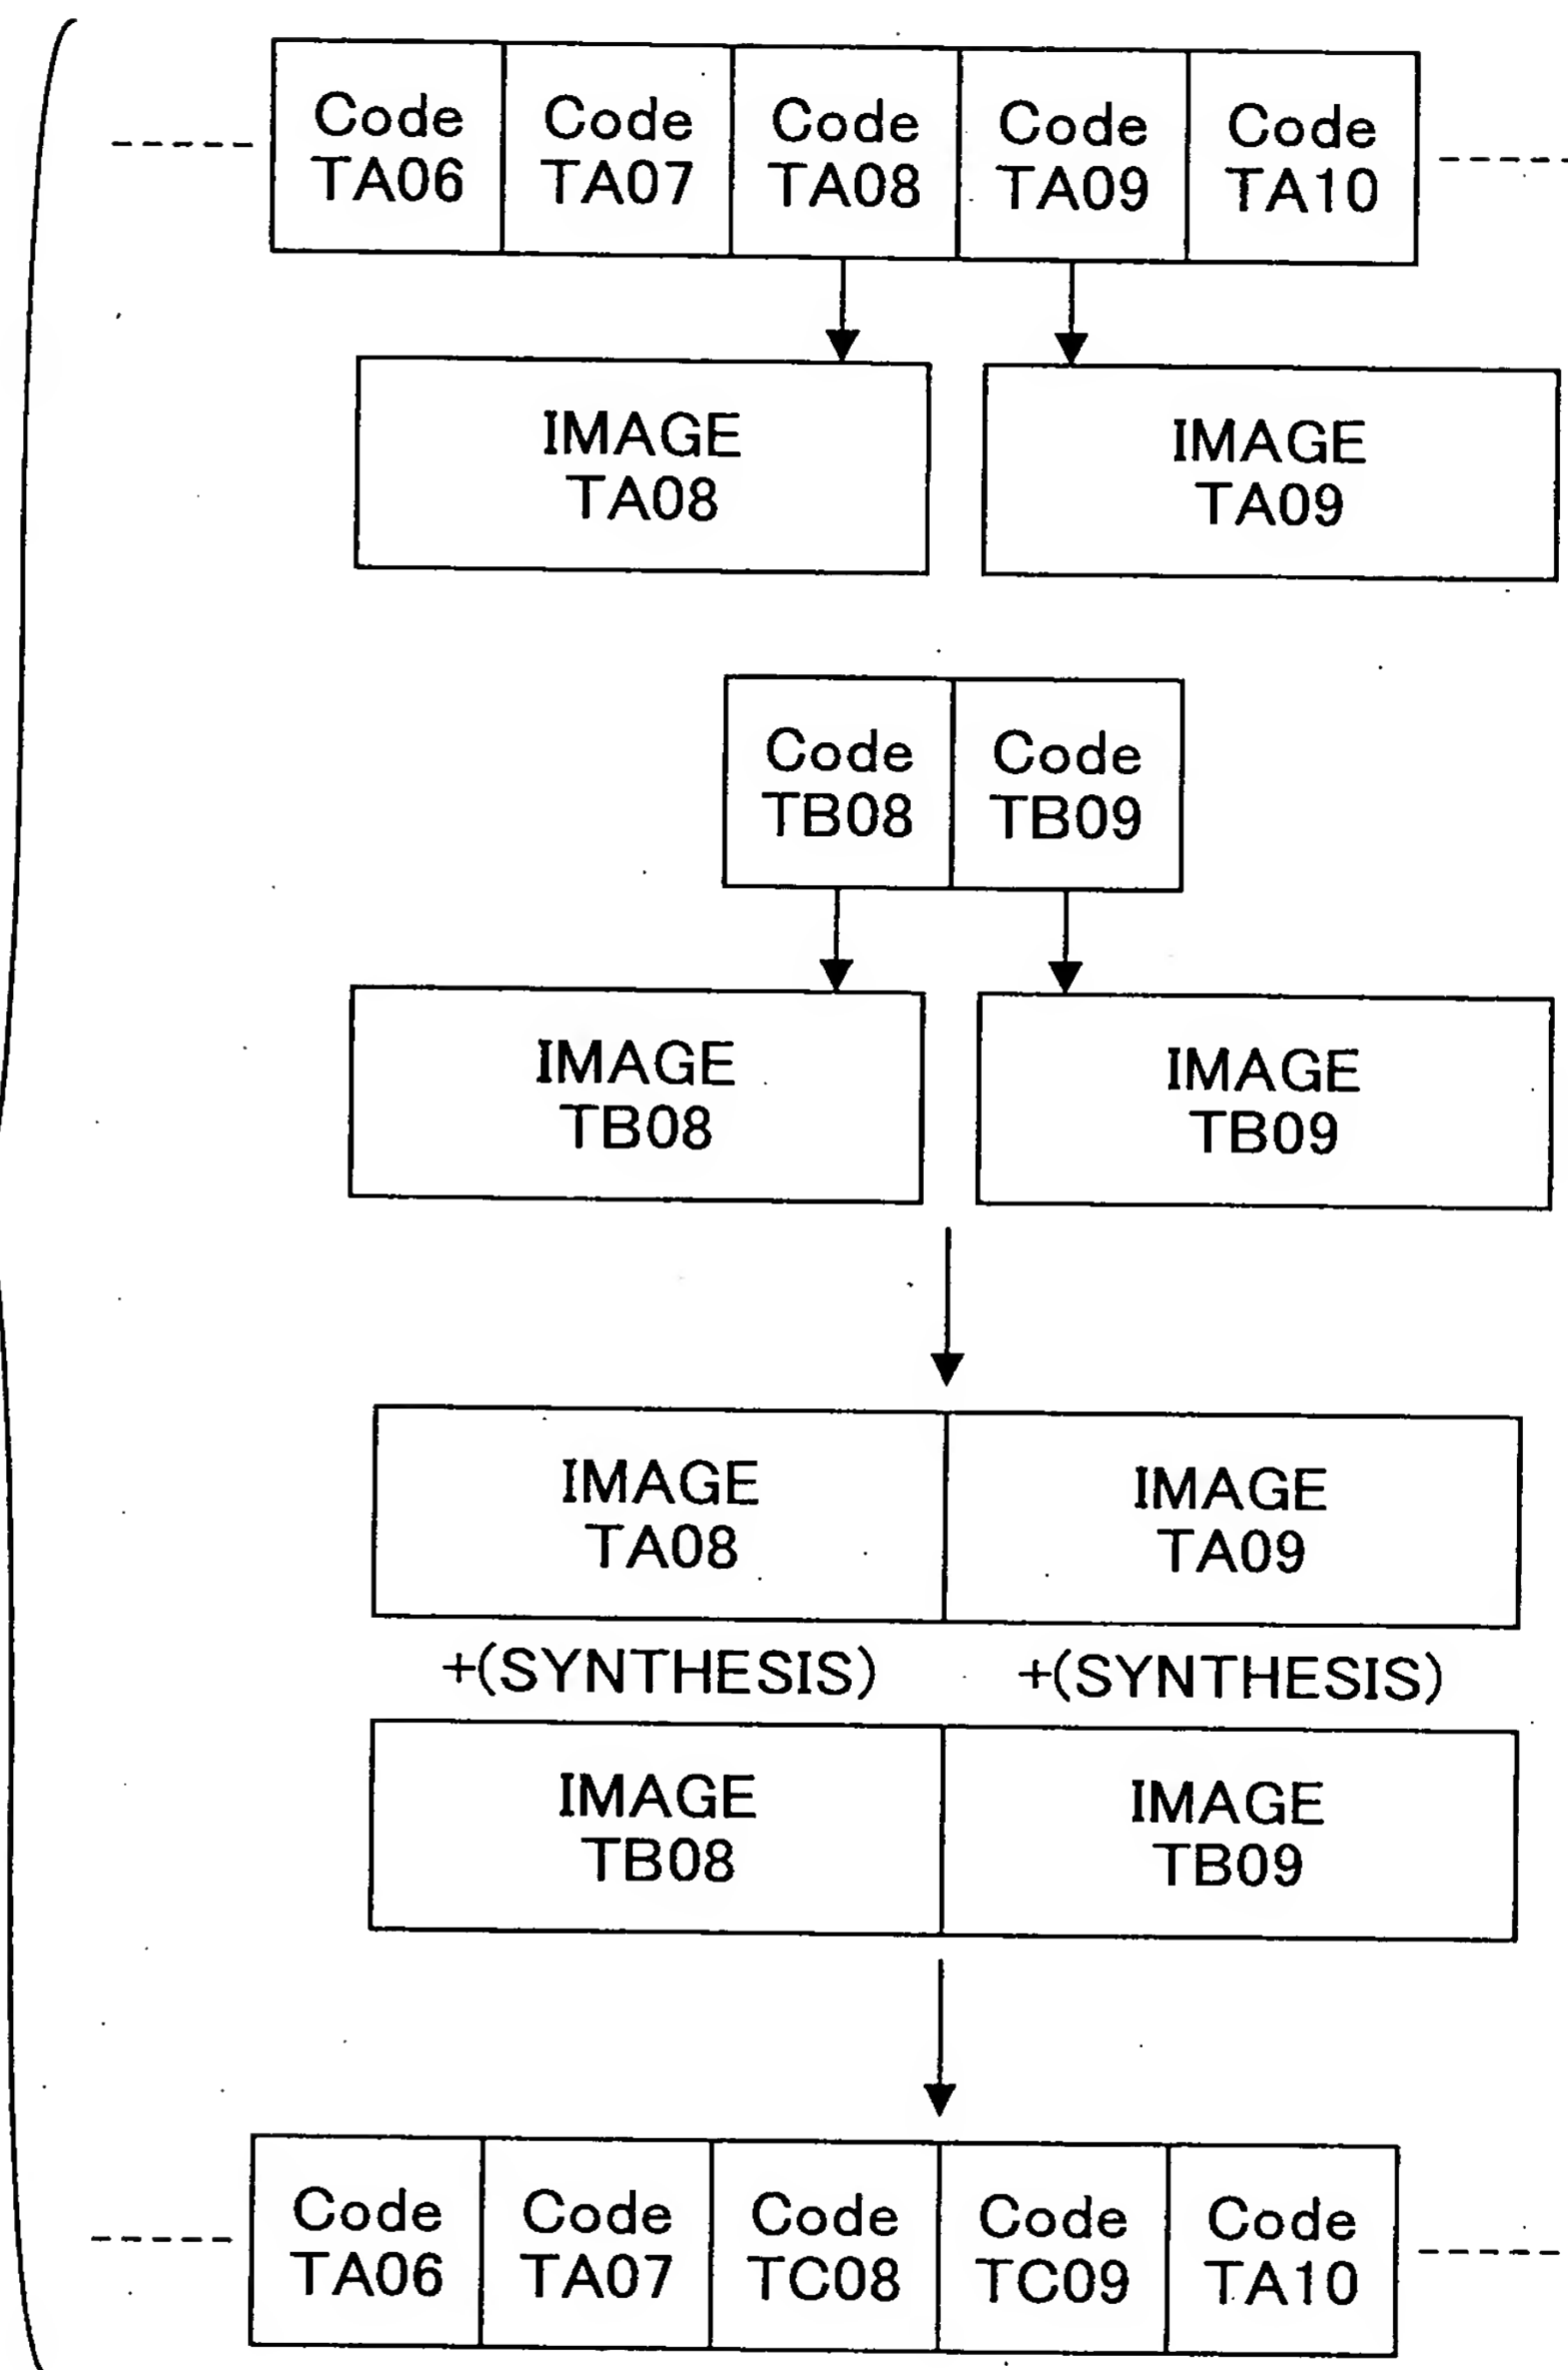 Code Code Code Code Code
TA06 TA07 TA08 TA09 TA10
IMAGE IMAGE
TA08 TA09
Code Code
TB08 TB09
IMAGE IMAGE
TB08 TB09
IMAGE IMAGE
TA08 TA09
+(SYNTHESIS) +(SYNTHESIS)
IMAGE IMAGE
TB08 TB09
Code Code Code Code Code
TA06 TA07 TC08 TC09 TA10